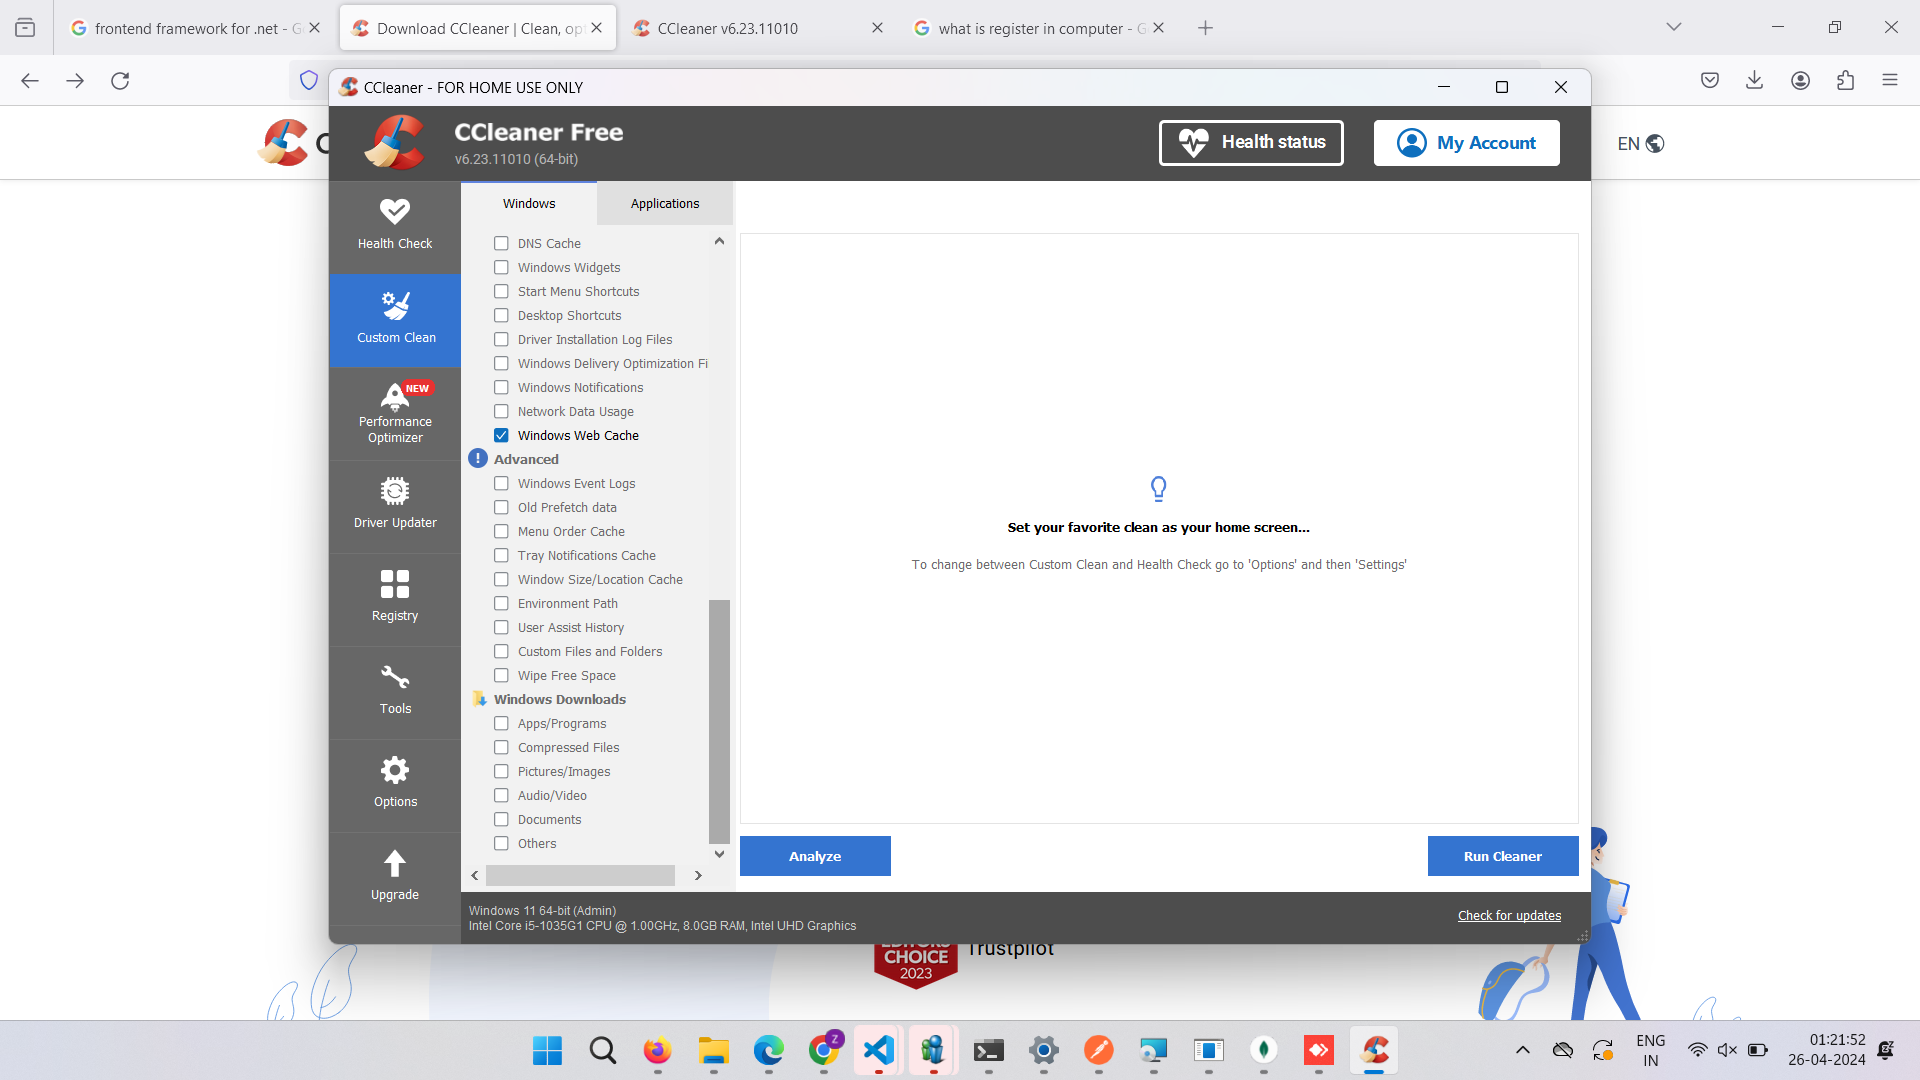 frontend framework for .net - G
Download CCleaner | Clean, opt
CCleaner v6.23.11010
what is register in computer - G
CCleaner - FOR HOME USE ONLY
CCleaner Free
v6.23.11010 (64-bit)
Health status
My Account
C
EN
Health Check
Custom Clean
NEW
Performance
Optimizer
Driver Updater
Registry
Tools
Options
Upgrade
Windows
Applications
DNS Cache
Windows Widgets
Start Menu Shortcuts
Desktop Shortcuts
Driver Installation Log Files
Windows Delivery Optimization Fi
Windows Notifications
Network Data Usage
Windows Web Cache
Advanced
Windows Event Logs
Old Prefetch data
Menu Order Cache
Tray Notifications Cache
Window Size/Location Cache
Environment Path
User Assist History
Custom Files and Folders
Wipe Free Space
Windows Downloads
Apps/Programs
Compressed Files
Pictures/Images
Audio/Video
Documents
Others
Set your favorite clean as your home screen...
To change between Custom Clean and Health Check go to 'Options' and then 'Settings'
Analyze
Run Cleaner
Windows 11 64-bit (Admin)
Intel Core i5-1035G1 CPU @ 1.00GHz, 8.0GB RAM, Intel UHD Graphics
Check for updates
CHOICE
2023
Trustpilot
Z
ENG
IN
01:21:52
26-04-2024